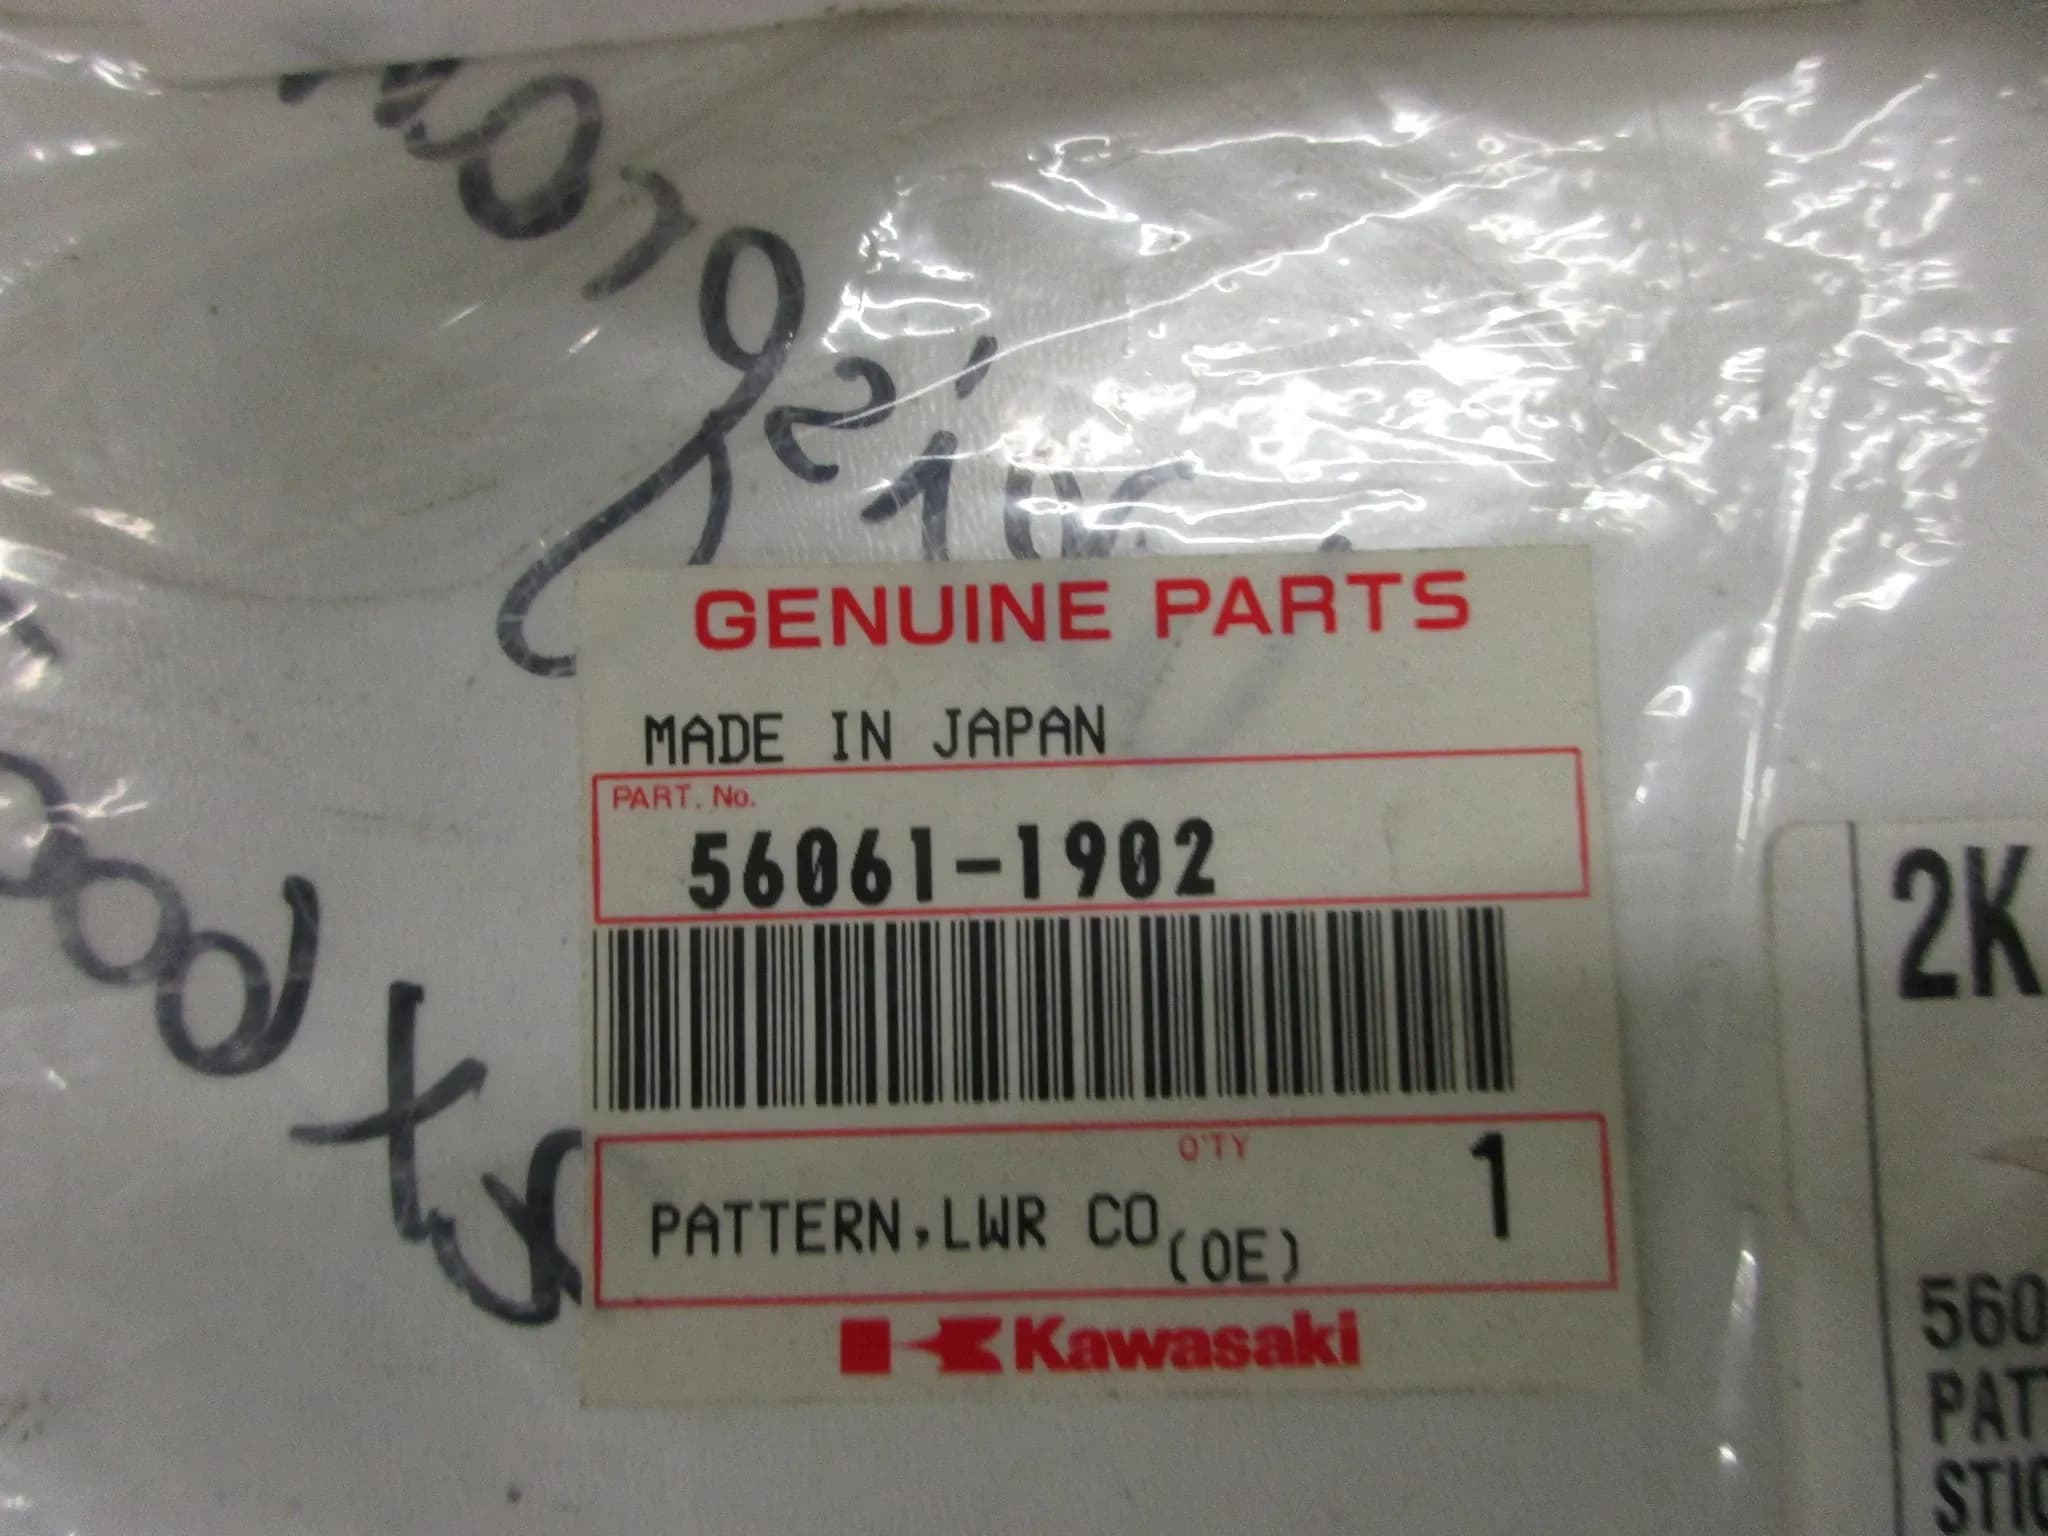 GENUINE PARTS
MADE IN JAPAN
PART. No.
56061-1902
Q'TY
1
PATTERN,LWR CO(OE)
Kawasaki
2K
560
PAT
STIC